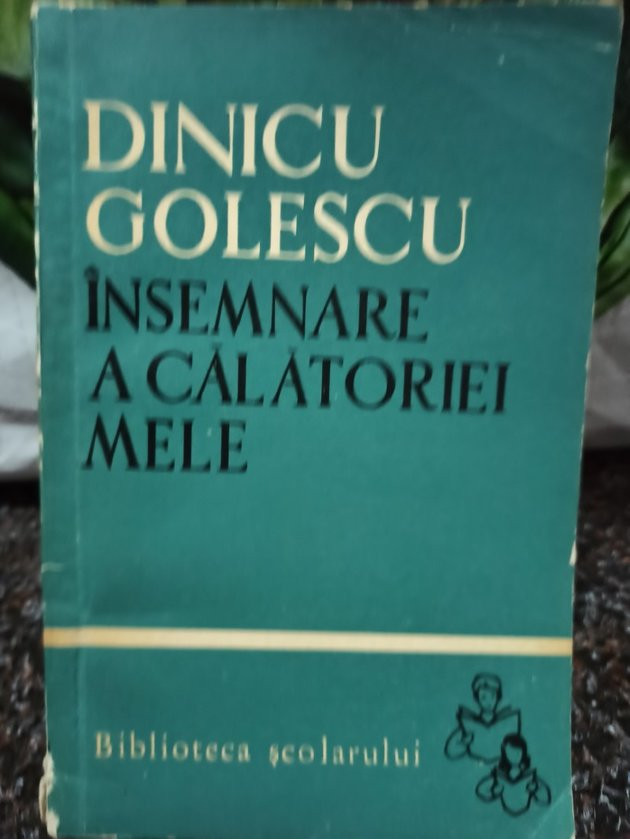 DINICU
GOLESCU
ÎNSEMNARE
A CĂLĂTORIEI
MELE
Biblioteca școlarului